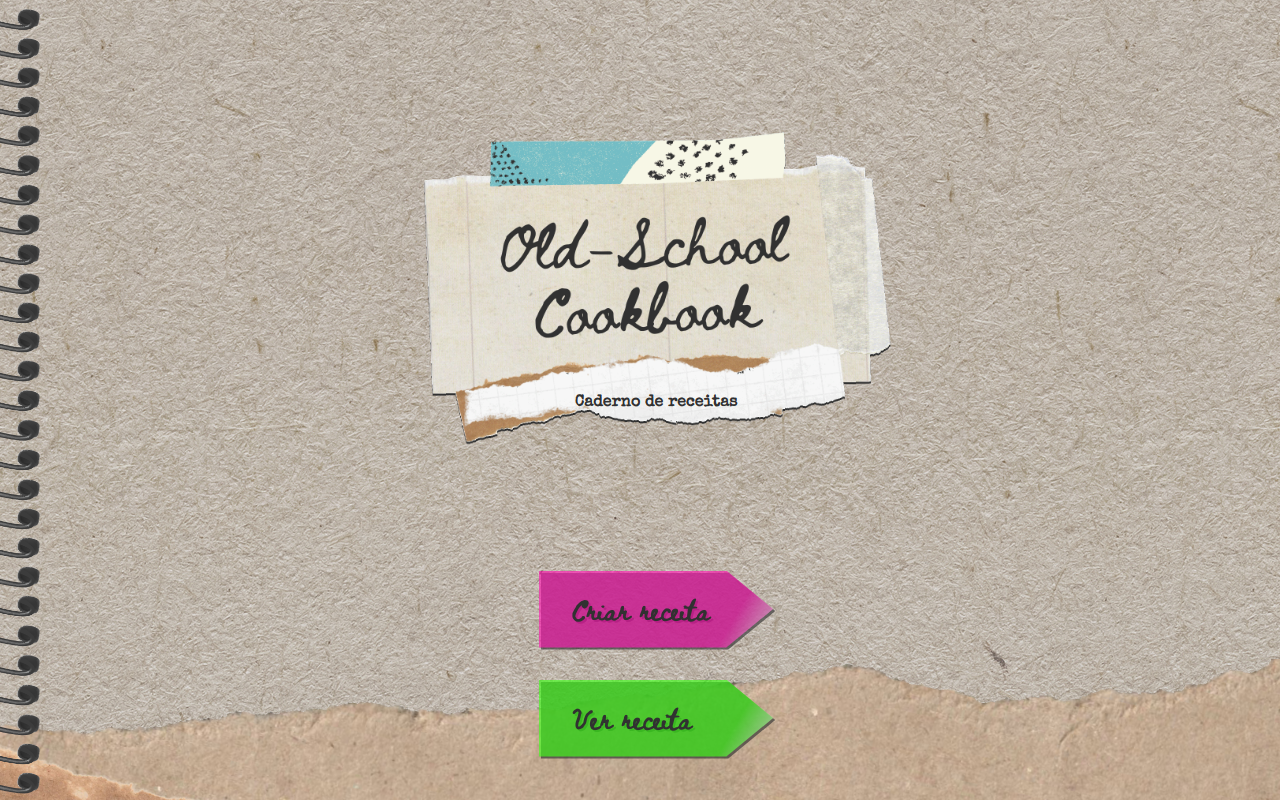 Old-School
Cookbook
Caderno de receitas
Criar receita
Ver receita